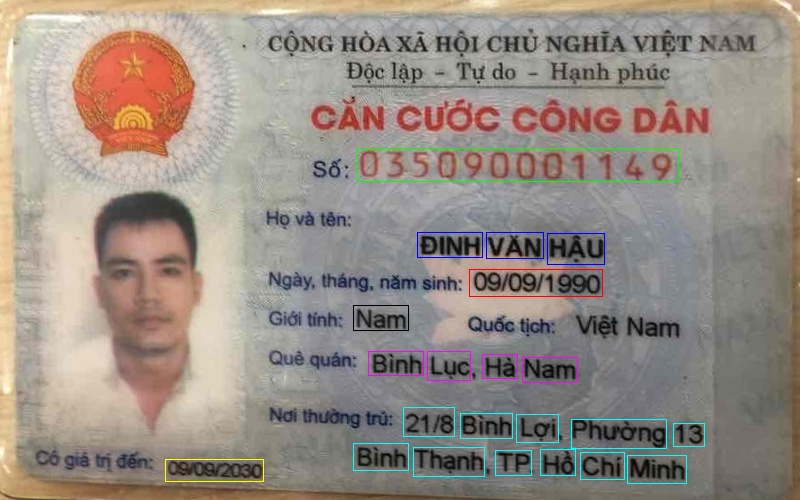 CỘNG HÒA XÃ HỘI CHỦ NGHĨA VIỆT NAM
Độc lập - Tự do - Hạnh phúc
CĂN CƯỚC CÔNG DÂN
Số: 035090001149
Họ và tên:
ĐINH VĂN HẬU
Ngày, tháng, năm sinh: 09/09/1990
Giới tính: Nam Quốc tịch: Việt Nam
Quê quán: Bình Lục, Hà Nam
Nơi thường trú: 21/8 Bình Lợi, Phường 13
Bình Thạnh, TP Hồ Chí Minh
Có giá trị đến: 09/09/2030